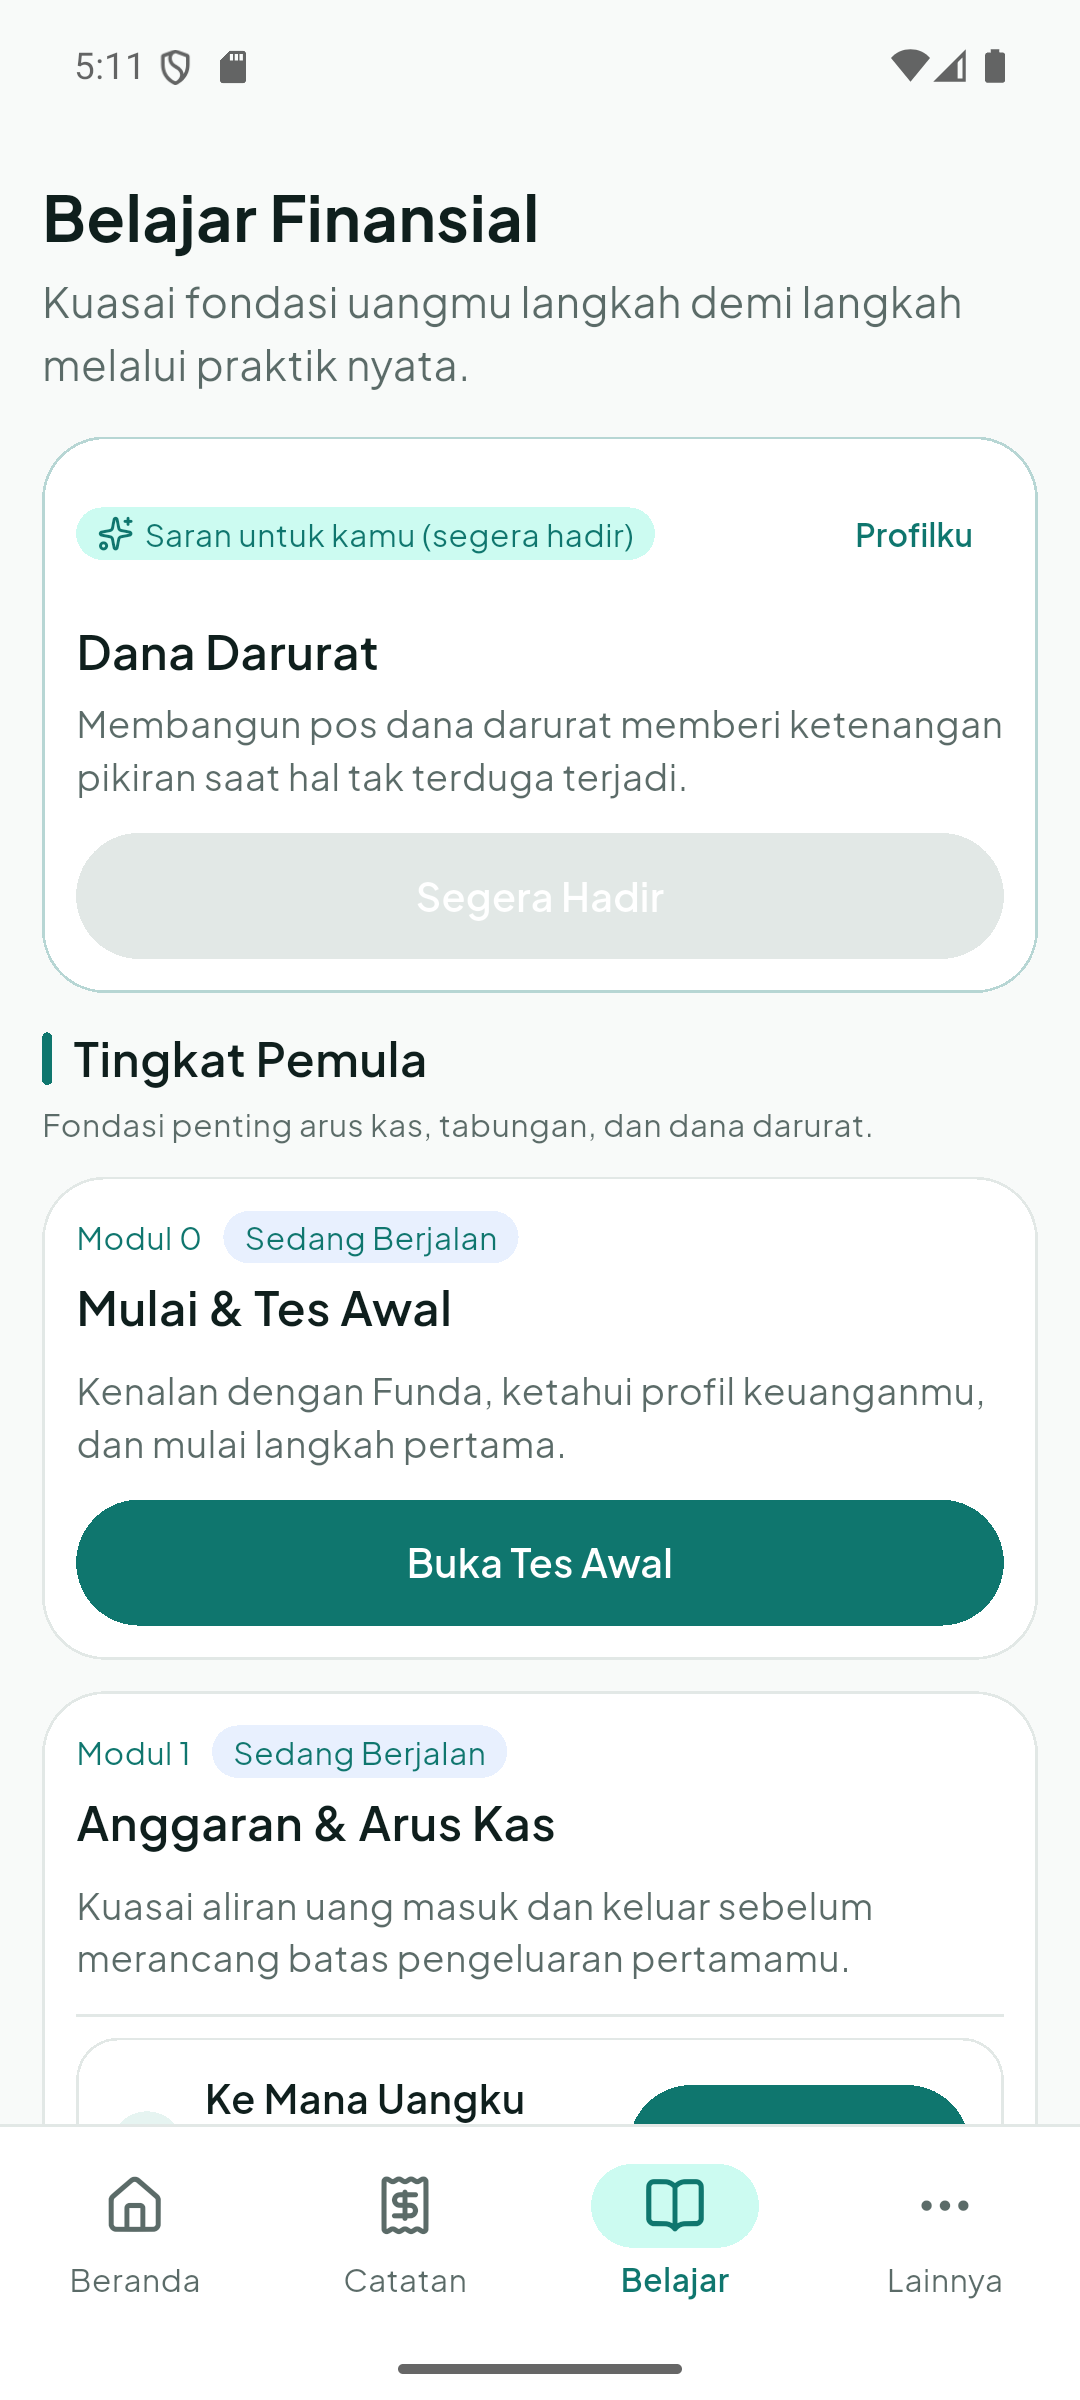 5:11
Belajar Finansial
Kuasai fondasi uangmu langkah demi langkah
melalui praktik nyata.
Saran untuk kamu (segera hadir)
Profilku
Dana Darurat
Membangun pos dana darurat memberi ketenangan
pikiran saat hal tak terduga terjadi.
Segera Hadir
Tingkat Pemula
Fondasi penting arus kas, tabungan, dan dana darurat.
Modul 0
Sedang Berjalan
Mulai & Tes Awal
Kenalan dengan Funda, ketahui profil keuanganmu,
dan mulai langkah pertama.
Buka Tes Awal
Modul 1
Sedang Berjalan
Anggaran & Arus Kas
Kuasai aliran uang masuk dan keluar sebelum
merancang batas pengeluaran pertamamu.
Ke Mana Uangku
Beranda
Catatan
Belajar
Lainnya